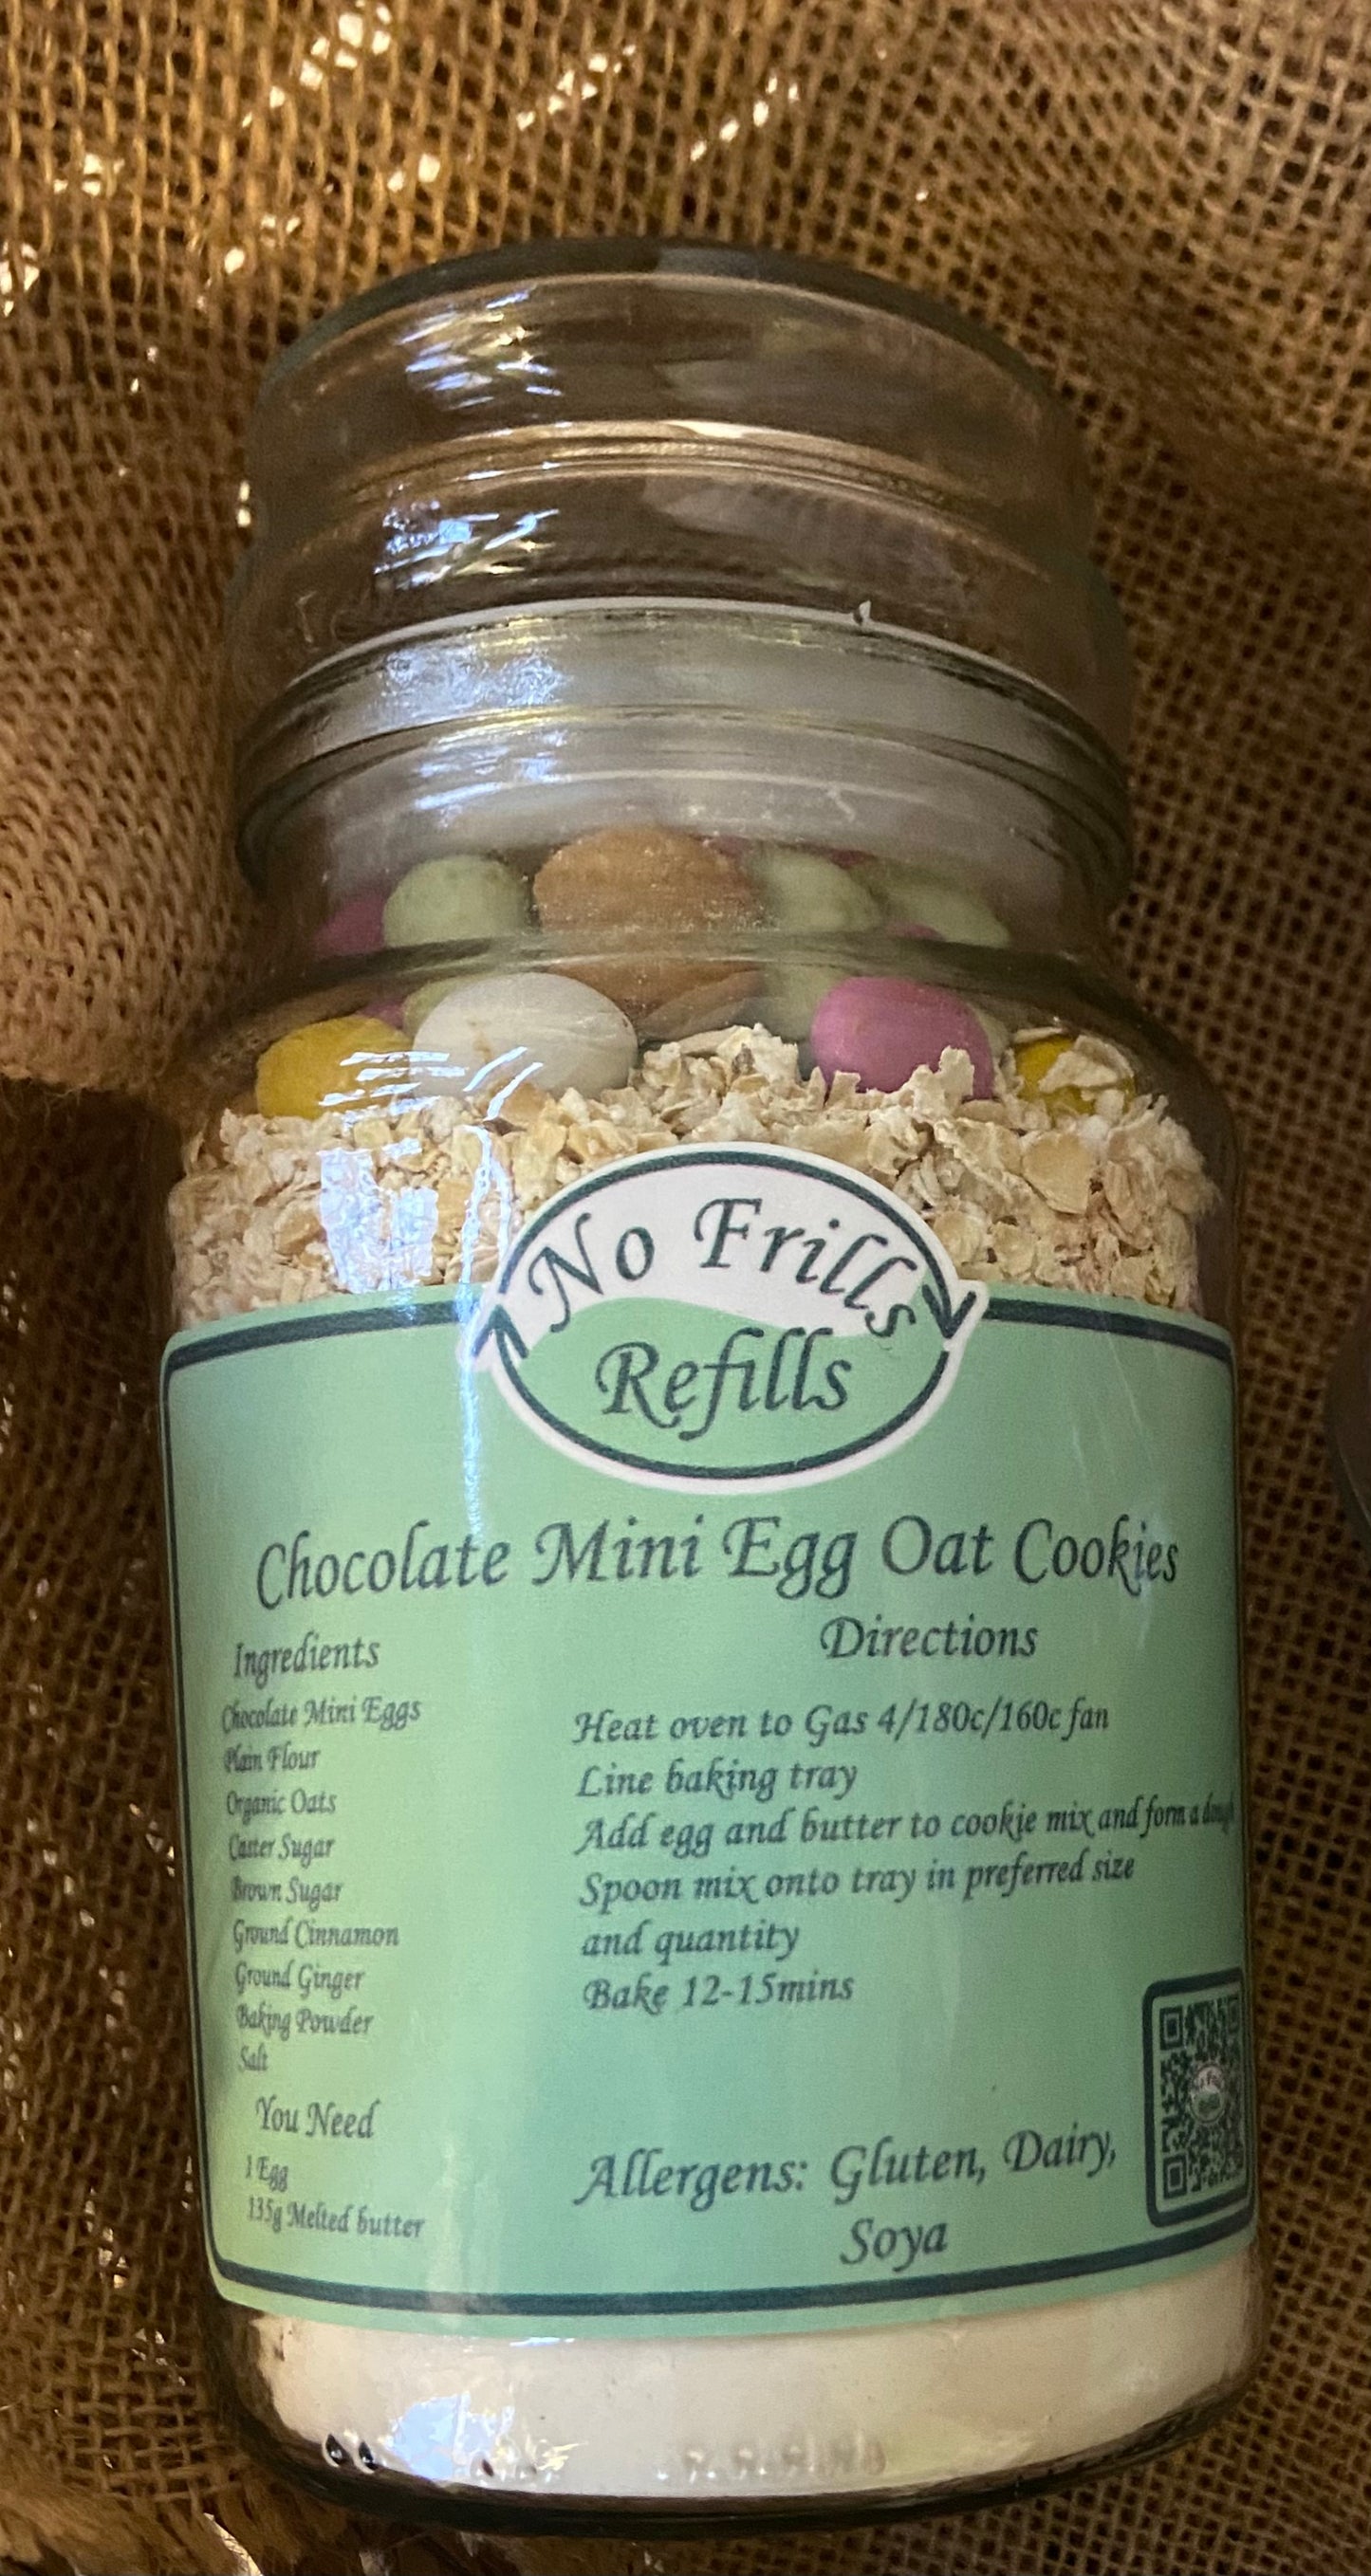 No Frills
Refills
Chocolate Mini Egg Oat Cookies
Ingredients
Chocolate Mini Eggs
Plain Flour
Organic Oats
Caster Sugar
Brown Sugar
Ground Cinnamon
Ground Ginger
Baking Powder
Salt
You Need
1 Egg
135g Melted butter
Directions
Heat oven to Gas 4/180c/160c fan
Line baking tray
Add egg and butter to cookie mix and form a dough
Spoon mix onto tray in preferred size
and quantity
Bake 12-15mins
Allergens: Gluten, Dairy,
Soya